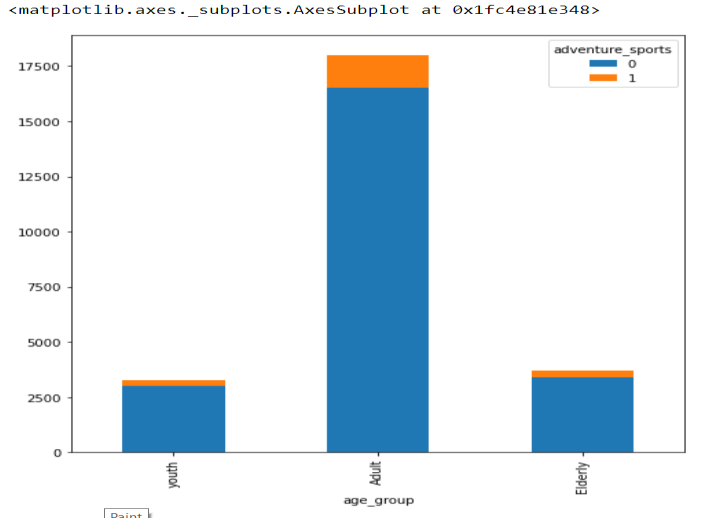 <matplotlib.axes._subplots.AxesSubplot at 0x1fc4e81e348>
adventure_sports
0
1
17500
15000
12500
10000
7500
5000
2500
0
youth
Adult
Elderly
age_group
Paint